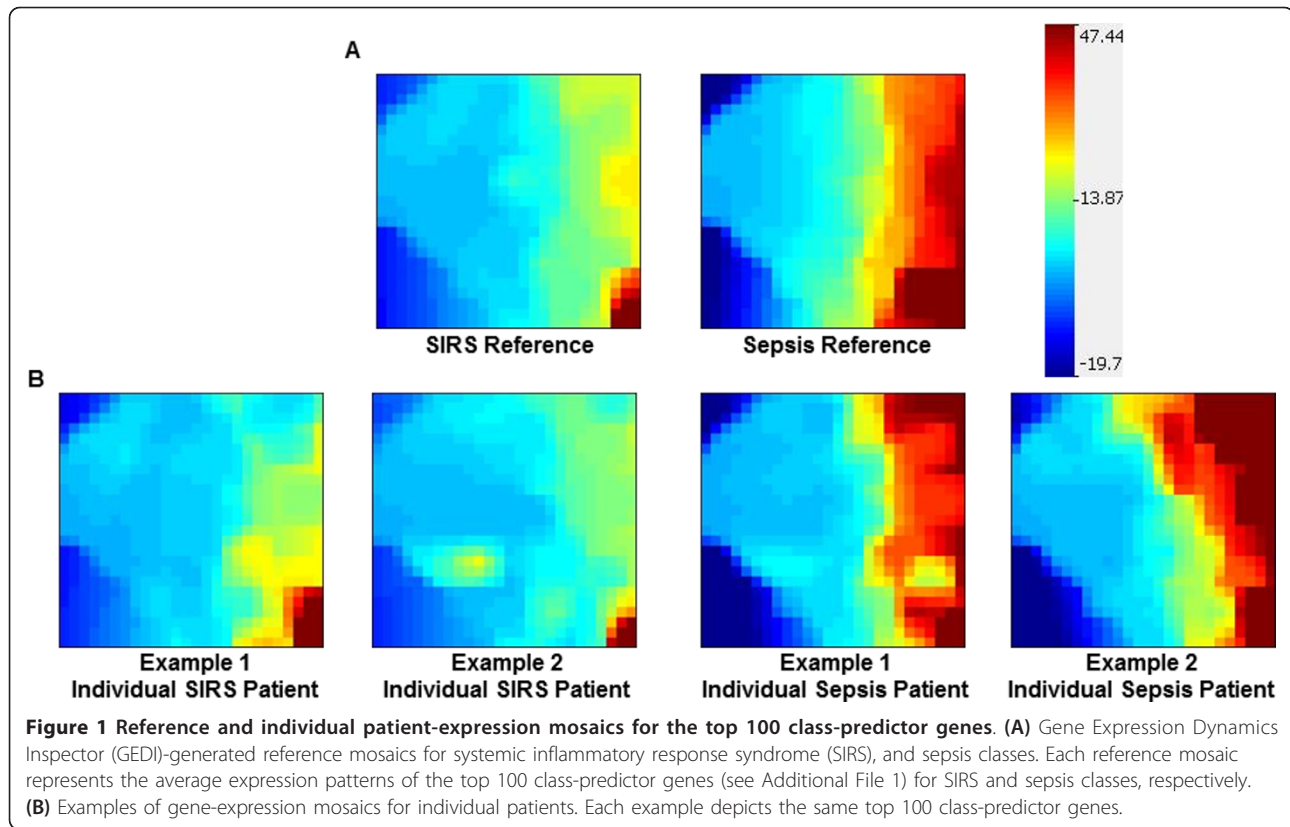 A
47.44
-13.87
-19.7
SIRS Reference
Sepsis Reference
B
Example 1
Individual SIRS Patient
Example 2
Individual SIRS Patient
Example 1
Individual Sepsis Patient
Example 2
Individual Sepsis Patient
Figure 1 Reference and individual patient-expression mosaics for the top 100 class-predictor genes. (A) Gene Expression Dynamics
Inspector (GEDI)-generated reference mosaics for systemic inflammatory response syndrome (SIRS), and sepsis classes. Each reference mosaic
represents the average expression patterns of the top 100 class-predictor genes (see Additional File 1) for SIRS and sepsis classes, respectively.
(B) Examples of gene-expression mosaics for individual patients. Each example depicts the same top 100 class-predictor genes.